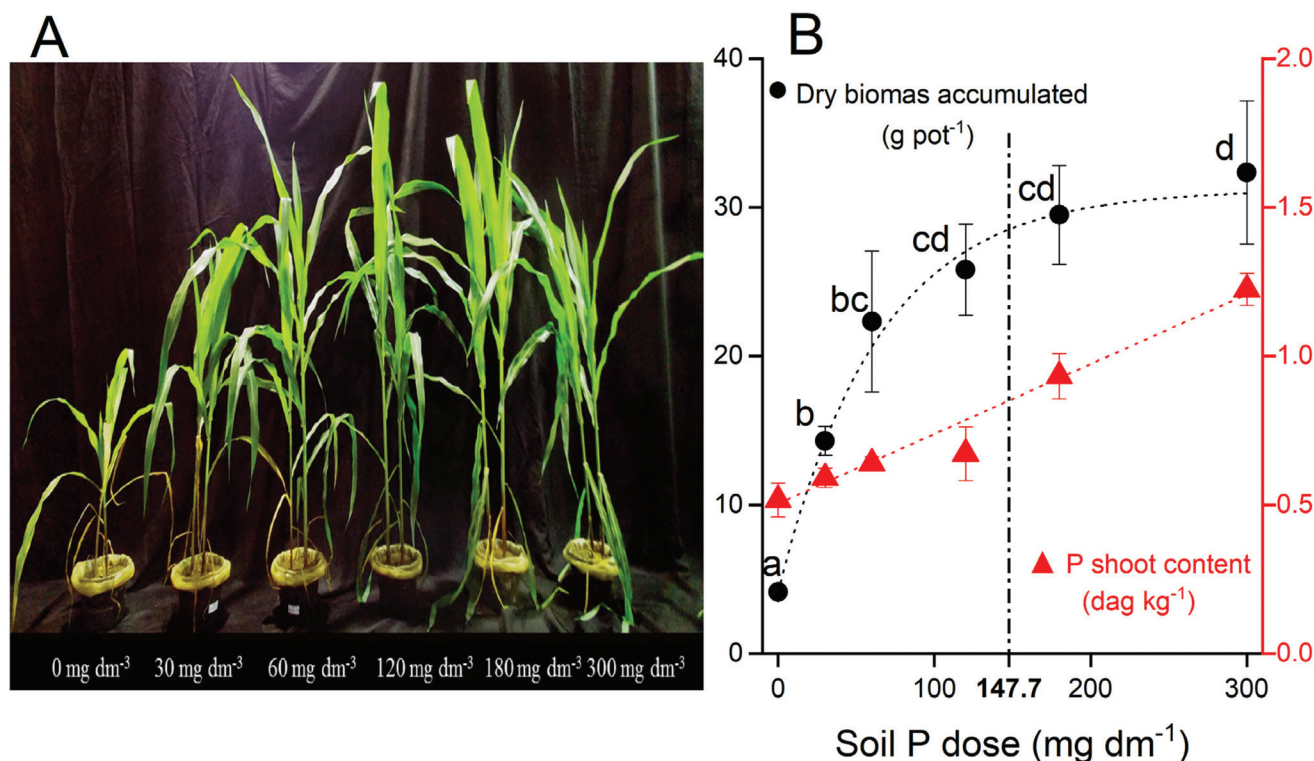 A
0 mg dm⁻³ 30 mg dm⁻³ 60 mg dm⁻³ 120 mg dm⁻³ 180 mg dm⁻³ 300 mg dm⁻³
B
40
30
20
10
0
2.0
1.5
1.0
0.5
0.0
Dry biomas accumulated
(g pot⁻¹)
a
b
bc
cd
cd
d
P shoot content
(dag kg⁻¹)
0 100 147.7 200 300
Soil P dose (mg dm⁻¹)